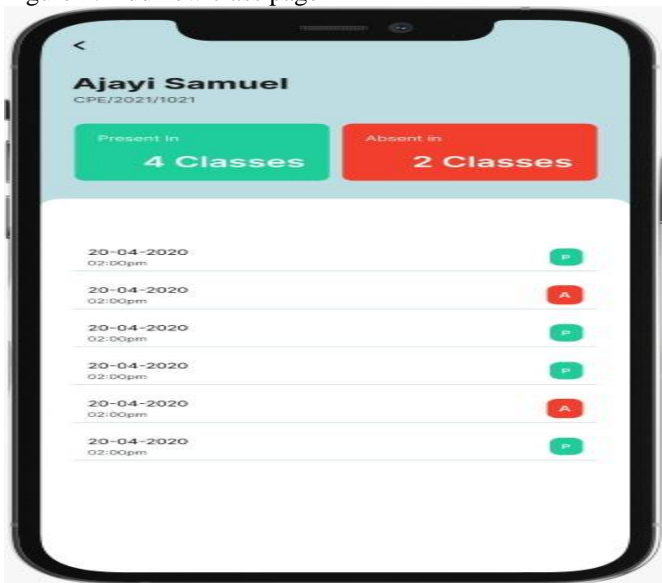 <
Ajayi Samuel
CPE/2021/1021
Present in
4 Classes
Absent in
2 Classes
20-04-2020
02:00pm
P
20-04-2020
02:00pm
A
20-04-2020
02:00pm
P
20-04-2020
02:00pm
P
20-04-2020
02:00pm
A
20-04-2020
02:00pm
P